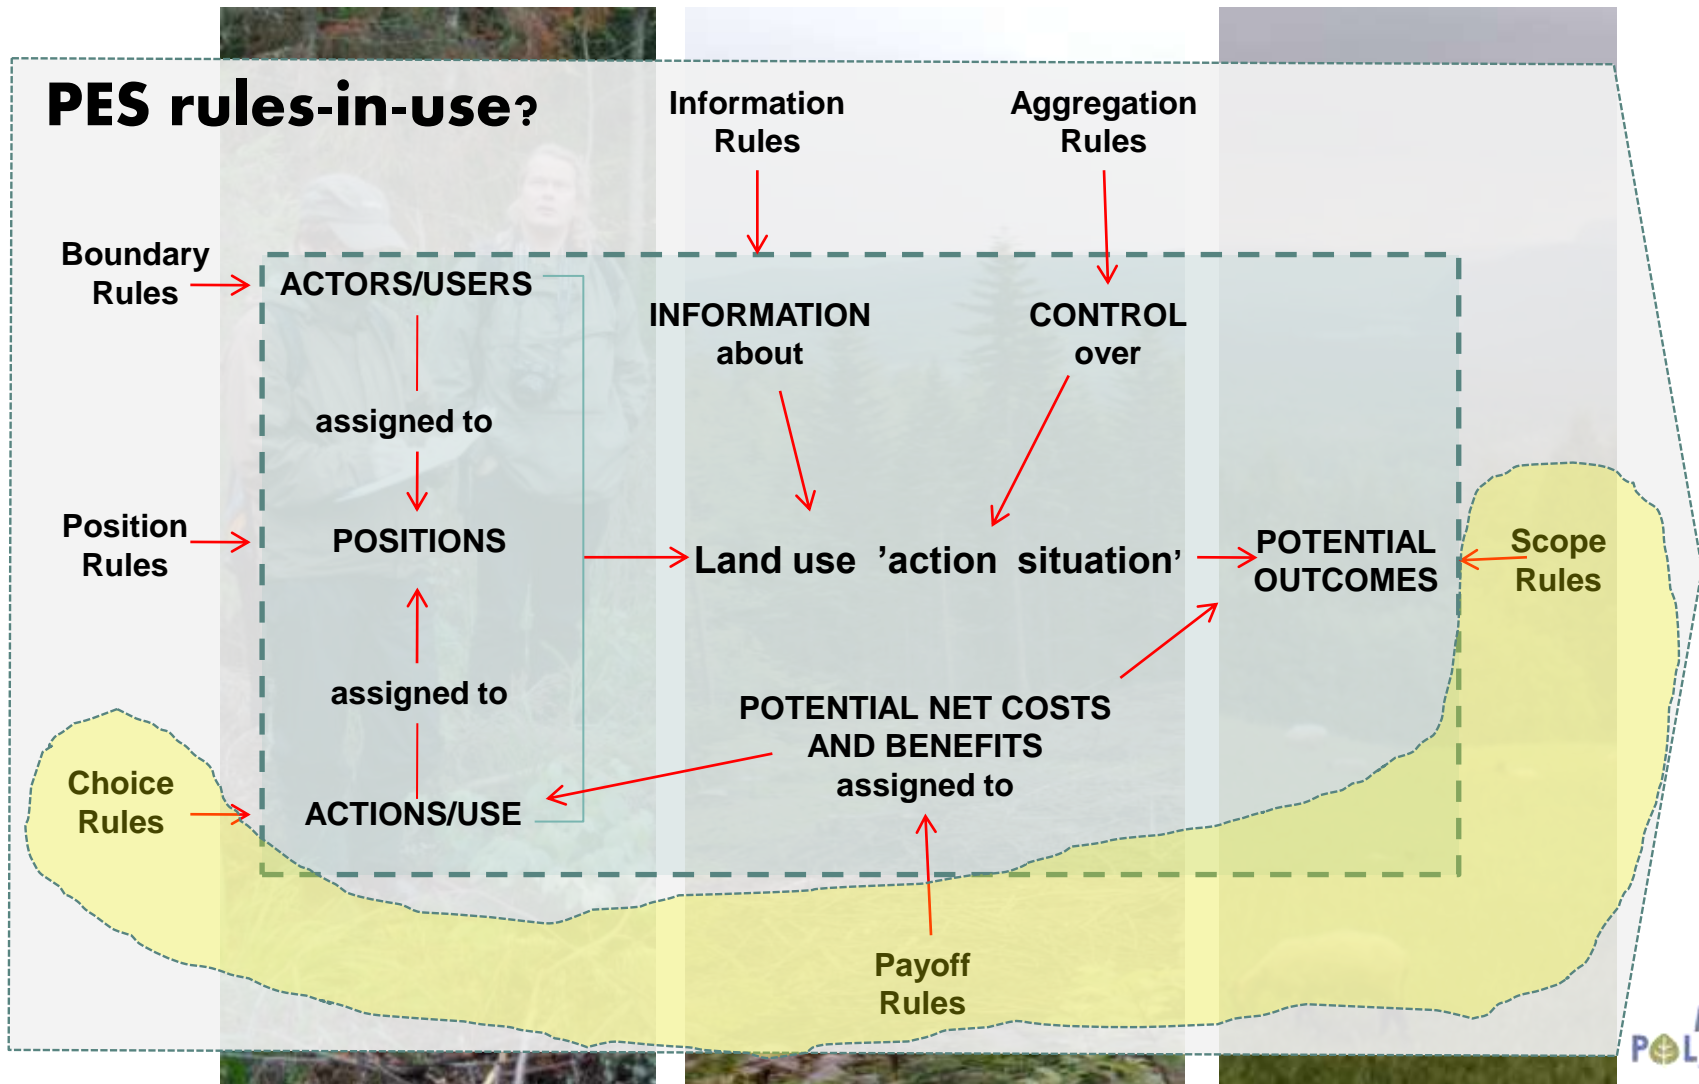 PES rules-in-use?
Information
Rules
Aggregation
Rules
Boundary
Rules
ACTORS/USERS
INFORMATION
about
CONTROL
over
assigned to
Position
Rules
POSITIONS
Land use ’action situation’
POTENTIAL
OUTCOMES
Scope
Rules
assigned to
POTENTIAL NET COSTS
AND BENEFITS
assigned to
Choice
Rules
ACTIONS/USE
Payoff
Rules